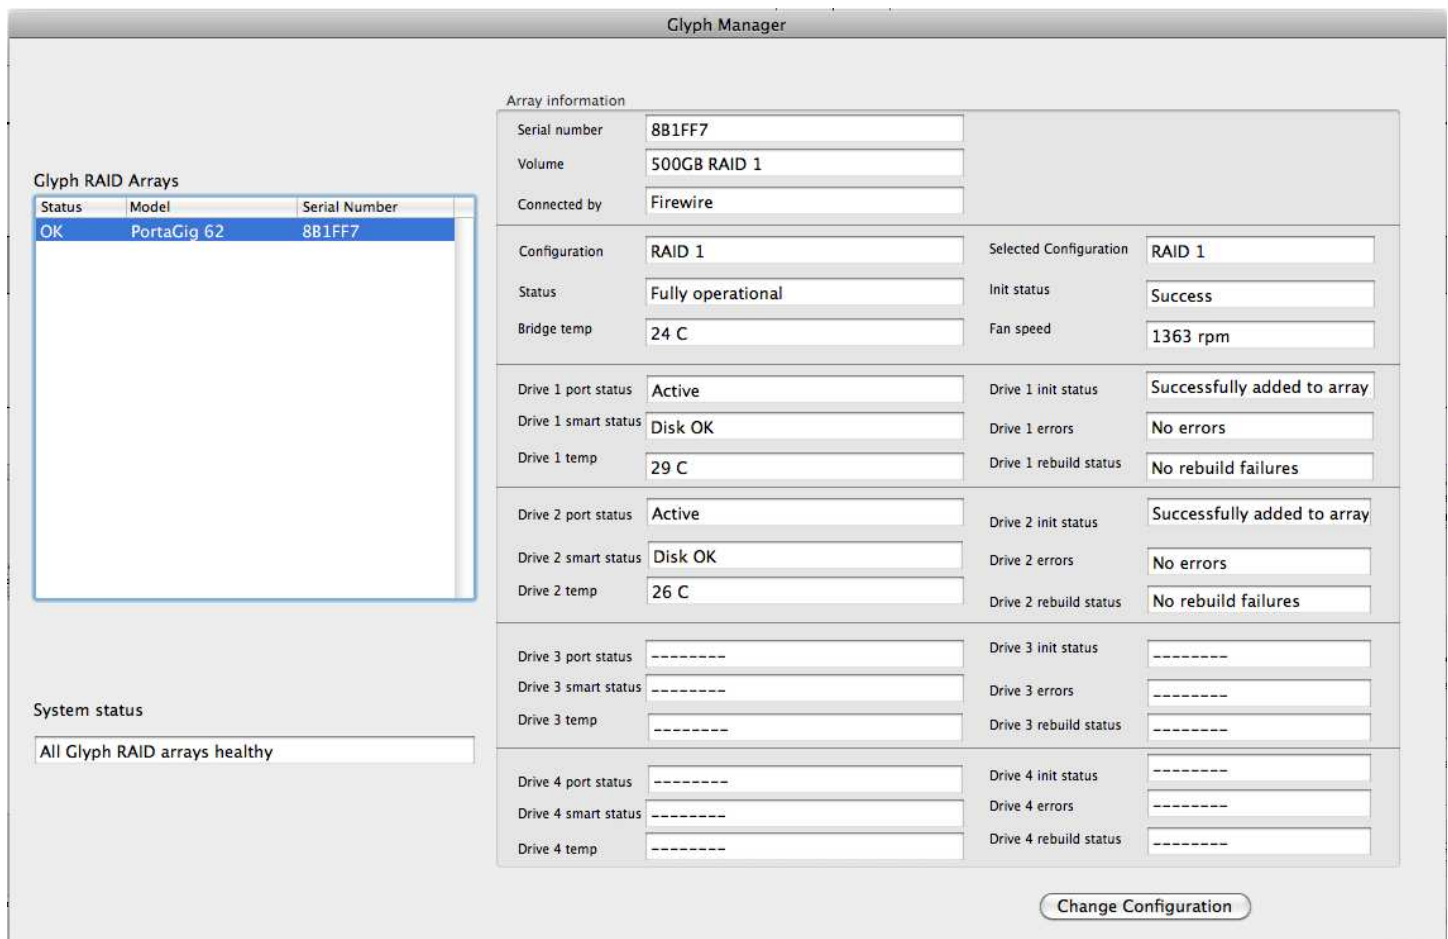 Glyph Manager
Glyph RAID Arrays
Status Model Serial Number
OK PortaGig 62 8B1FF7
System status
All Glyph RAID arrays healthy
Array information
Serial number 8B1FF7
Volume 500GB RAID 1
Connected by Firewire
Configuration RAID 1 Selected Configuration RAID 1
Status Fully operational Init status Success
Bridge temp 24 C Fan speed 1363 rpm
Drive 1 port status Active Drive 1 init status Successfully added to array
Drive 1 smart status Disk OK Drive 1 errors No errors
Drive 1 temp 29 C Drive 1 rebuild status No rebuild failures
Drive 2 port status Active Drive 2 init status Successfully added to array
Drive 2 smart status Disk OK Drive 2 errors No errors
Drive 2 temp 26 C Drive 2 rebuild status No rebuild failures
Drive 3 port status -------- Drive 3 init status --------
Drive 3 smart status -------- Drive 3 errors --------
Drive 3 temp -------- Drive 3 rebuild status --------
Drive 4 port status -------- Drive 4 init status --------
Drive 4 smart status -------- Drive 4 errors --------
Drive 4 temp -------- Drive 4 rebuild status --------
Change Configuration